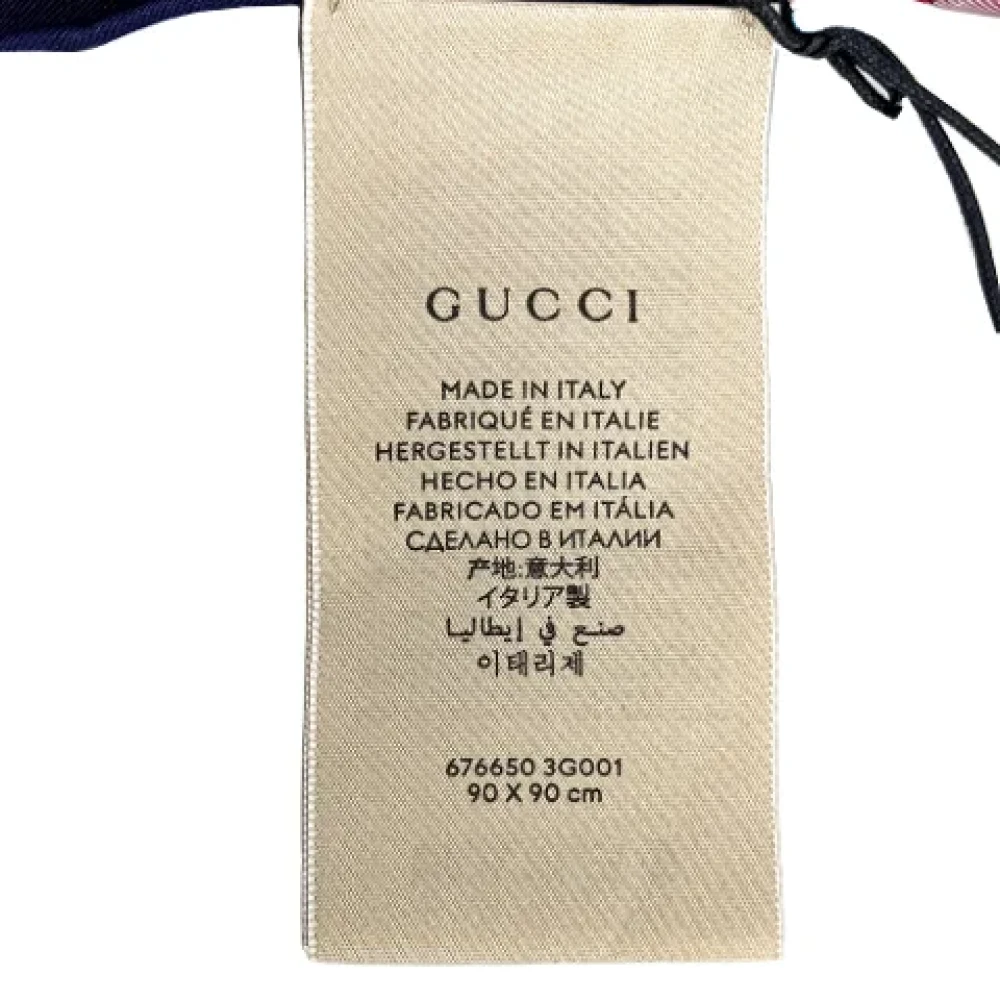 GUCCI
MADE IN ITALY
FABRIQUÉ EN ITALIE
HERGESTELLT IN ITALIEN
HECHO EN ITALIA
FABRICADO EM ITÁLIA
СДЕЛАНО В ИТАЛИИ
产地:意大利
イタリア製
صنع في إيطاليا
이태리제
676650 3G001
90 X 90 cm